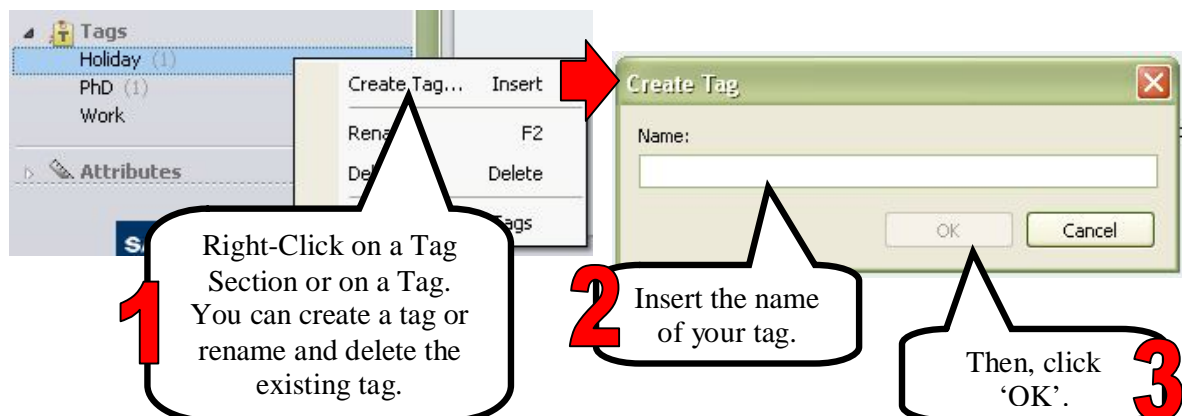 Tags
Holiday (1)
PhD (1)
Work
Attributes
Create Tag... Insert
F2
Delete
Tags
Create Tag
Name:
OK Cancel
1
Right-Click on a Tag
Section or on a Tag.
You can create a tag or
rename and delete the
existing tag.
2
Insert the name
of your tag.
Then, click
‘OK’.
3